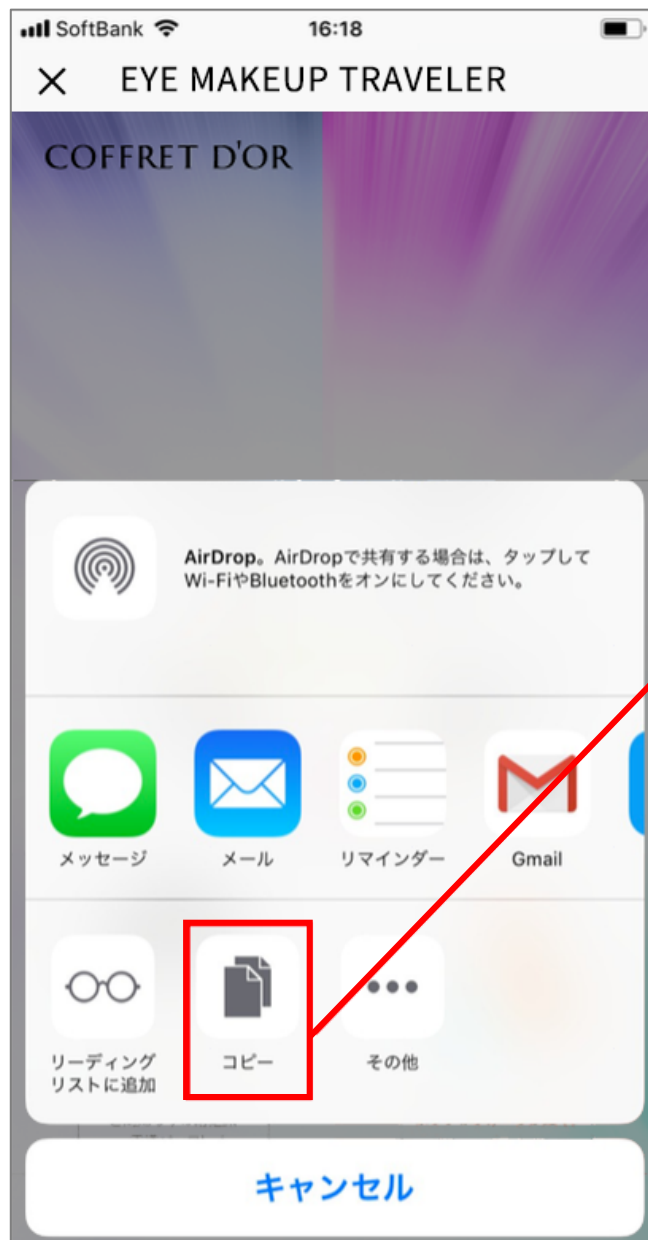 SoftBank 16:18
× EYE MAKEUP TRAVELER
COFFRET D'OR
AirDrop。AirDropで共有する場合は、タップして
Wi-FiやBluetoothをオンにしてください。
メッセージ メール リマインダー Gmail
リーディング
リストに追加 コピー その他
キャンセル